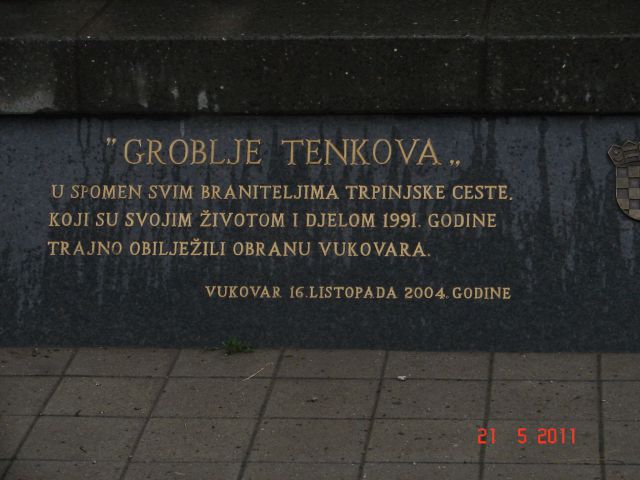 "GROBLJE TENKOVA„
U SPOMEN SVIM BRANITELJIMA TRPINJSKE CESTE.
KOJI SU SVOJIM ŽIVOTOM I DJELOM 1991. GODINE
TRAJNO OBILJEŽILI OBRANU VUKOVARA.
VUKOVAR 16.LISTOPADA 2004.GODINE
21 5 2011